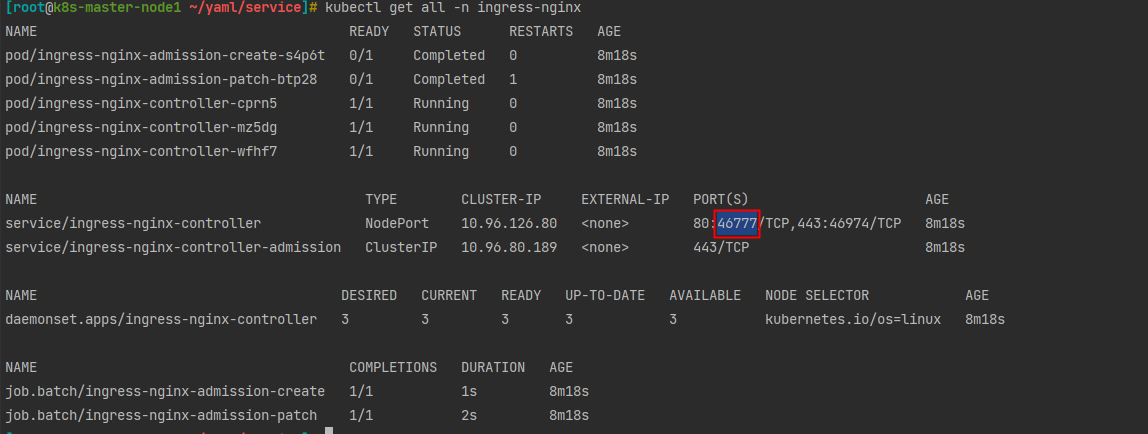 [root@k8s-master-node1 ~/yaml/service]# kubectl get all -n ingress-nginx
NAME READY STATUS RESTARTS AGE
pod/ingress-nginx-admission-create-s4p6t 0/1 Completed 0 8m18s
pod/ingress-nginx-admission-patch-btp28 0/1 Completed 1 8m18s
pod/ingress-nginx-controller-cprn5 1/1 Running 0 8m18s
pod/ingress-nginx-controller-mz5dg 1/1 Running 0 8m18s
pod/ingress-nginx-controller-wfhf7 1/1 Running 0 8m18s
NAME TYPE CLUSTER-IP EXTERNAL-IP PORT(S) AGE
service/ingress-nginx-controller NodePort 10.96.126.80 <none> 80:46777/TCP,443:46974/TCP 8m18s
service/ingress-nginx-controller-admission ClusterIP 10.96.80.189 <none> 443/TCP 8m18s
NAME DESIRED CURRENT READY UP-TO-DATE AVAILABLE NODE SELECTOR AGE
daemonset.apps/ingress-nginx-controller 3 3 3 3 3 kubernetes.io/os=linux 8m18s
NAME COMPLETIONS DURATION AGE
job.batch/ingress-nginx-admission-create 1/1 1s 8m18s
job.batch/ingress-nginx-admission-patch 1/1 2s 8m18s